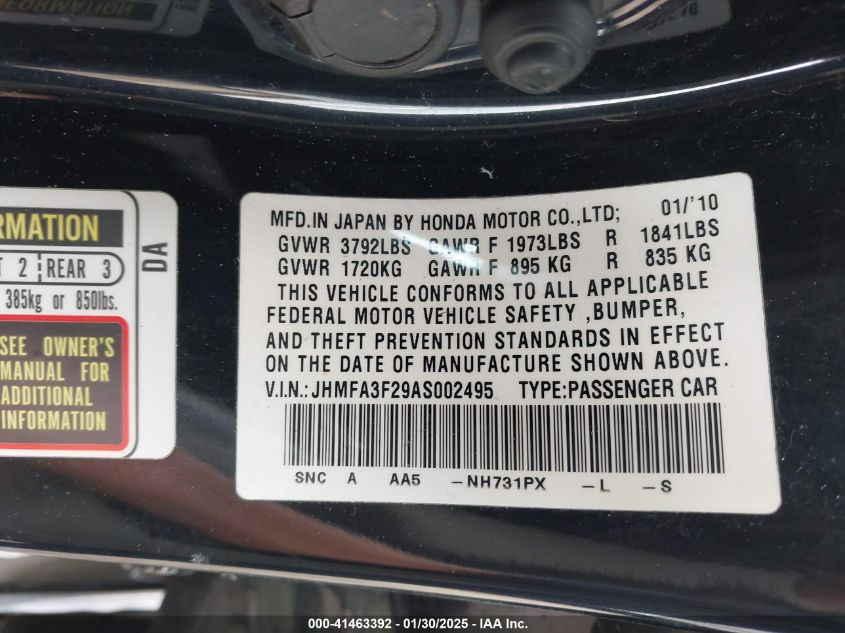 RMATION
T 2 REAR 3
385kg or 850lbs.
SEE OWNER'S
MANUAL FOR
ADDITIONAL
INFORMATION
DA
MFD.IN JAPAN BY HONDA MOTOR CO.,LTD; 01/'10
GVWR 3792LBS GAWR F 1973LBS R 1841LBS
GVWR 1720KG GAWR F 895 KG R 835 KG
THIS VEHICLE CONFORMS TO ALL APPLICABLE
FEDERAL MOTOR VEHICLE SAFETY ,BUMPER,
AND THEFT PREVENTION STANDARDS IN EFFECT
ON THE DATE OF MANUFACTURE SHOWN ABOVE.
V.I.N.: JHMFA3F29AS002495 TYPE:PASSENGER CAR
SNC A AA5 -NH731PX -L -S
000-41463392 - 01/30/2025 - IAAI, Inc.